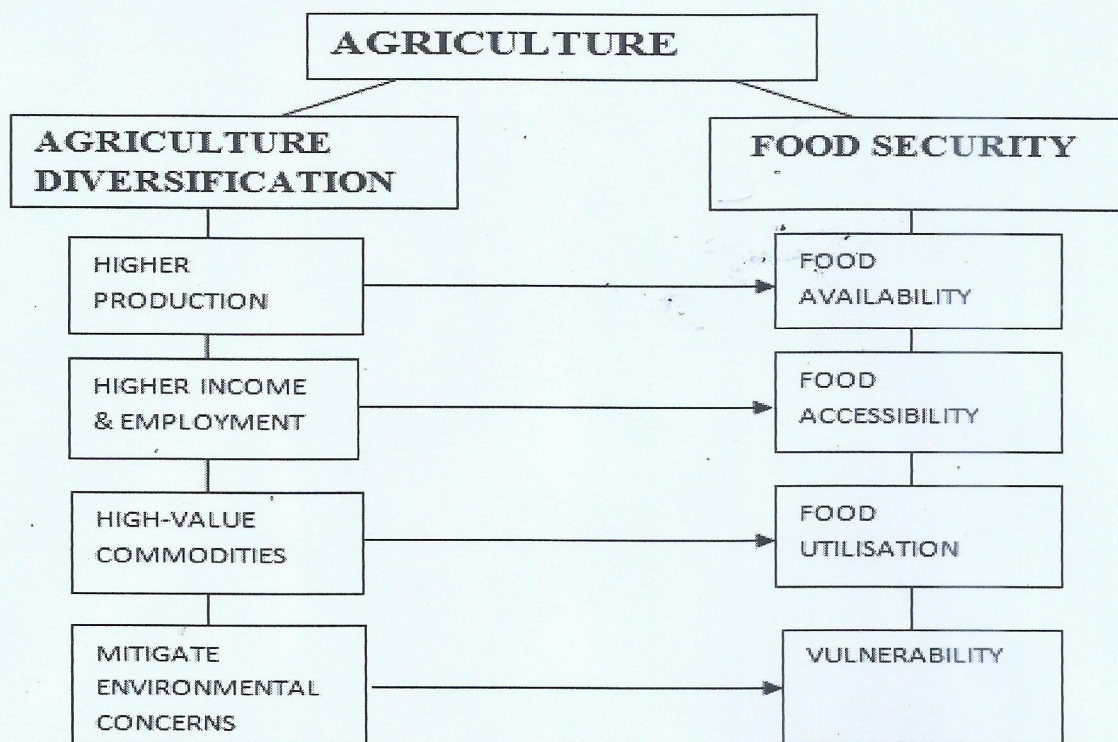 AGRICULTURE
AGRICULTURE
DIVERSIFICATION
FOOD SECURITY
HIGHER
PRODUCTION
FOOD
AVAILABILITY
HIGHER INCOME
& EMPLOYMENT
FOOD
ACCESSIBILITY
HIGH-VALUE
COMMODITIES
FOOD
UTILISATION
MITIGATE
ENVIRONMENTAL
CONCERNS
VULNERABILITY